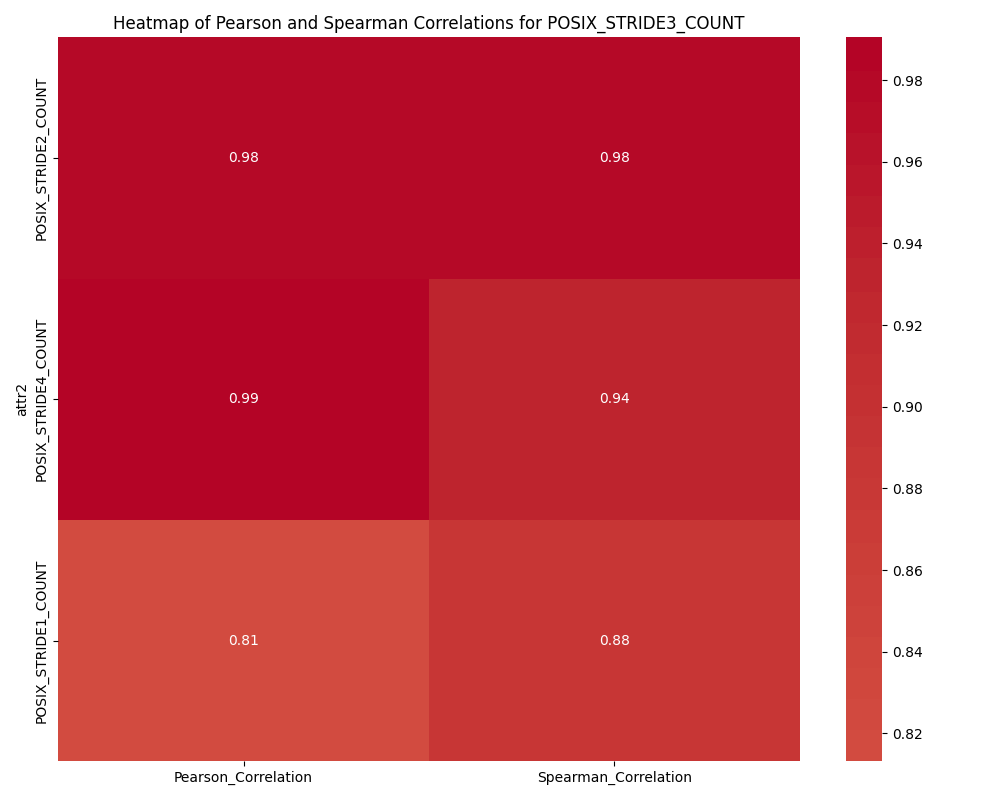 Heatmap of Pearson and Spearman Correlations for POSIX_STRIDE3_COUNT
attr2
POSIX_STRIDE2_COUNT
0.98 0.98
POSIX_STRIDE4_COUNT
0.99 0.94
POSIX_STRIDE1_COUNT
0.81 0.88
Pearson_Correlation Spearman_Correlation
0.98
0.96
0.94
0.92
0.90
0.88
0.86
0.84
0.82